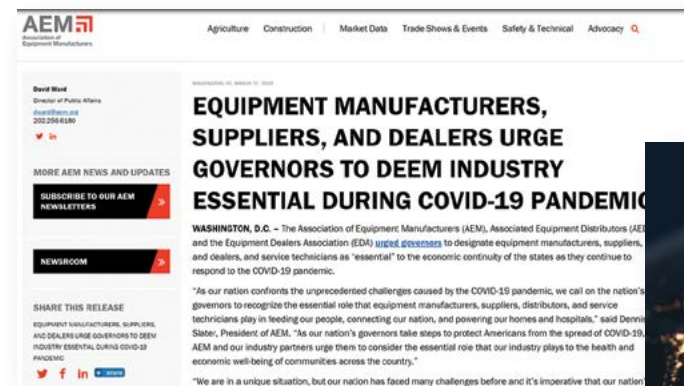 AEM
Association of
Equipment Manufacturers
Agriculture Construction Market Data Trade Shows & Events Safety & Technical Advocacy
David Ward
Director of Public Affairs
dward@aem.org
MORE AEM NEWS AND UPDATES
SUBSCRIBE TO OUR AEM
NEWSLETTERS
NEWSROOM
SHARE THIS RELEASE
EQUIPMENT MANUFACTURERS, SUPPLIERS,
AND DEALERS URGE GOVERNORS TO DEEM
INDUSTRY ESSENTIAL DURING COVID-19
PANDEMIC
EQUIPMENT MANUFACTURERS,
SUPPLIERS, AND DEALERS URGE
GOVERNORS TO DEEM INDUSTRY
ESSENTIAL DURING COVID-19 PANDEMIC
WASHINGTON, D.C. – The Association of Equipment Manufacturers (AEM), Associated Equipment Distributors (AED
and the Equipment Dealers Association (EDA) urged governors to designate equipment manufacturers, suppliers,
and dealers, and service technicians as "essential" to the economic continuity of the states as they continue to
respond to the COVID-19 pandemic.
"As our nation confronts the unprecedented challenges caused by the COVID-19 pandemic, we call on the nation's
governors to recognize the essential role that equipment manufacturers, suppliers, distributors, and service
technicians play in feeding our people, connecting our nation, and powering our homes and hospitals," said Dennis
Slater, President of AEM. "As our nation's governors take steps to protect Americans from the spread of COVID-19,
AEM and our industry partners urge them to consider the essential role that our industry plays to the health and
economic well-being of communities across the country."
"We are in a unique situation, but our nation has faced many challenges before and it's imperative that our nation'